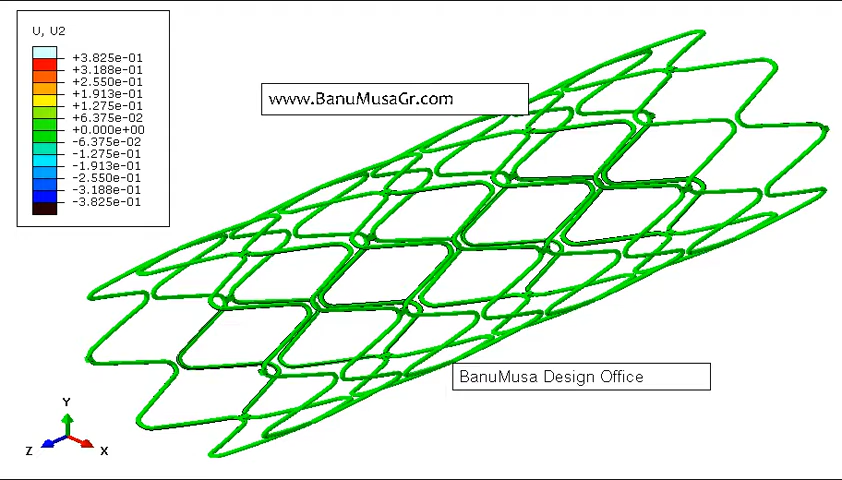 U, U2
+3.825e-01
+3.188e-01
+2.550e-01
+1.913e-01
+1.275e-01
+6.375e-02
+0.000e+00
-6.375e-02
-1.275e-01
-1.913e-01
-2.550e-01
-3.188e-01
-3.825e-01
www.BanuMusaGr.com
BanuMusa Design Office
Y
Z
X